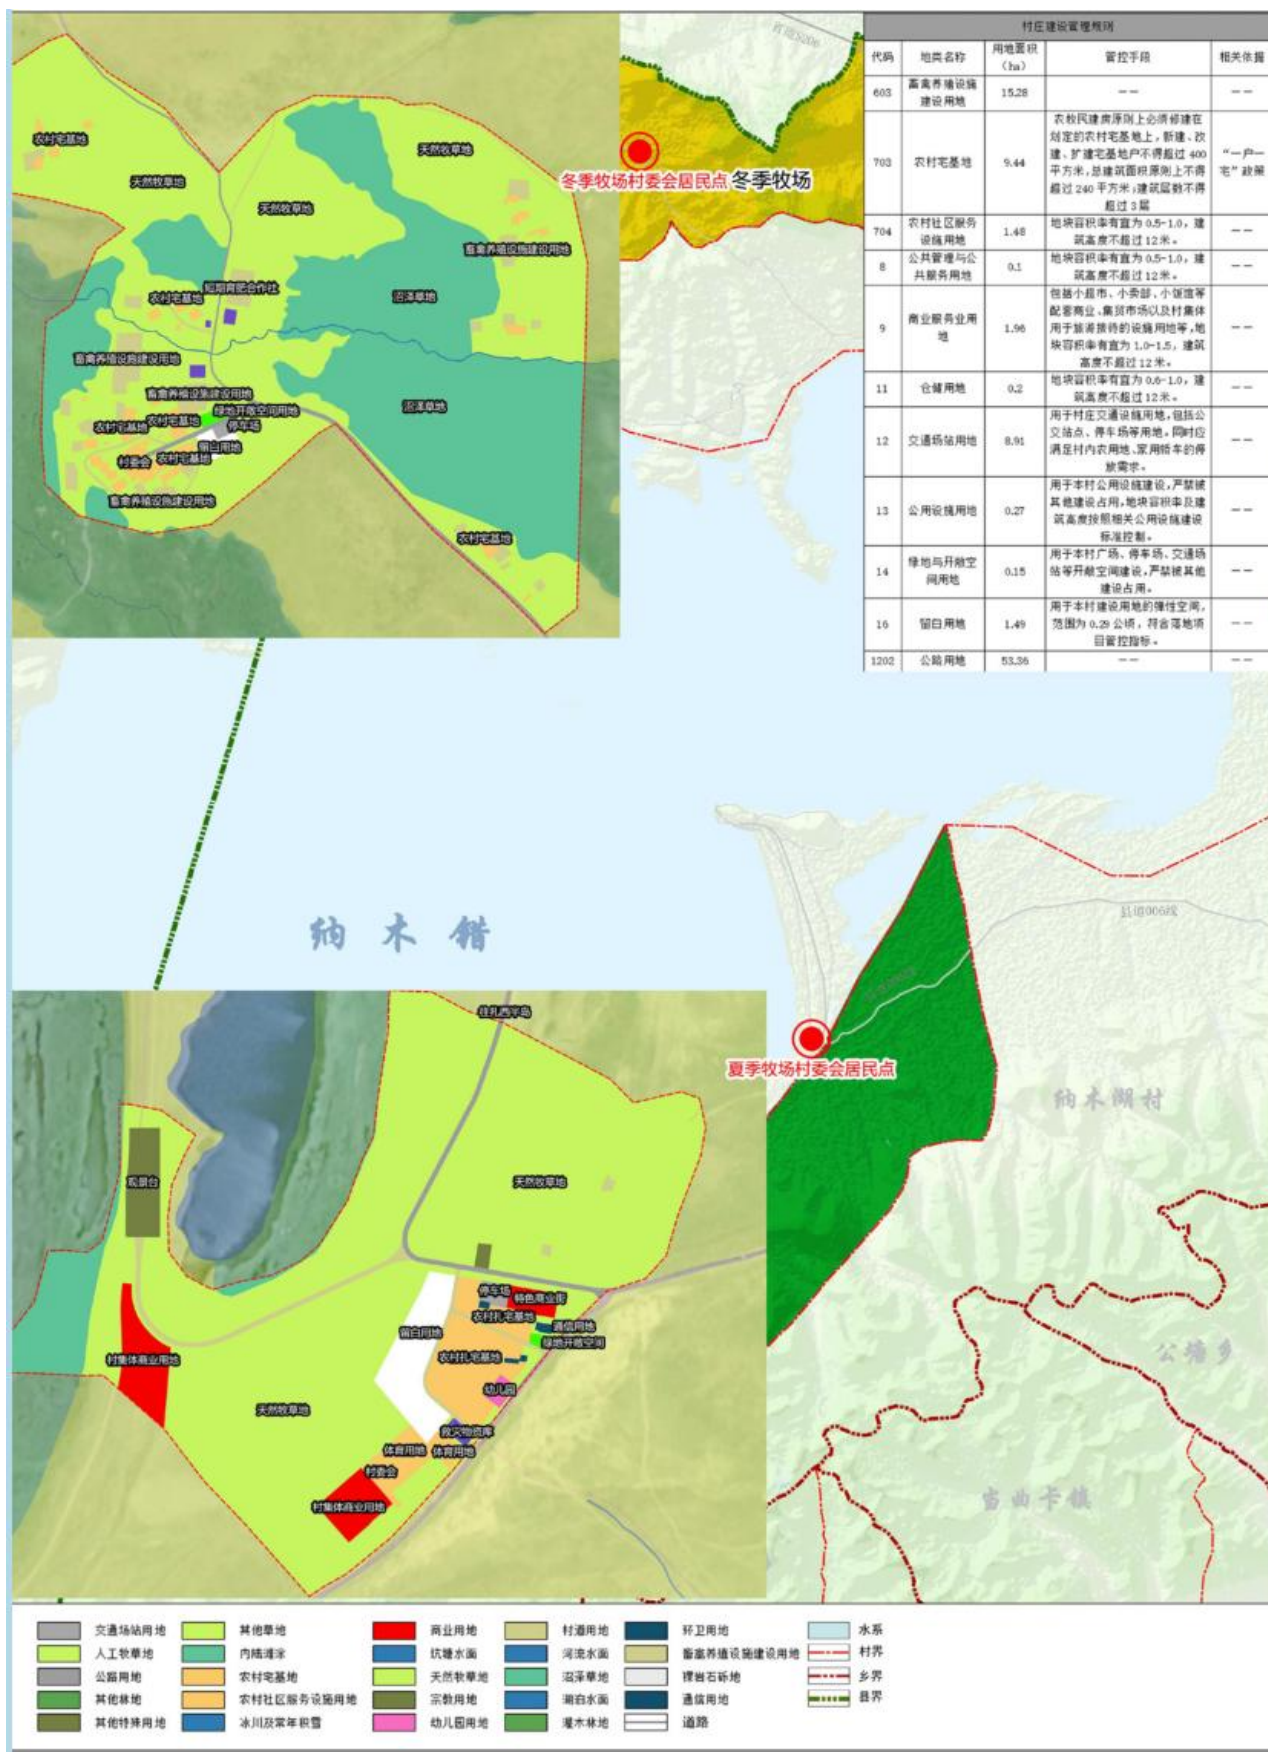 村庄建设管理规则
代码 地类名称 用地面积（ha） 管控手段 相关依据
603 畜禽养殖设施建设用地 15.28 —— ——
703 农村宅基地 9.44 农牧民建房原则上必须修建在划定的农村宅基地上，新建、改建、扩建宅基地户不得超过 400 平方米，总建筑面积原则上不得超过 240 平方米；建筑层数不得超过 3 层 “一户一宅”政策
704 农村社区服务设施用地 1.48 地块容积率有宜为 0.5-1.0，建筑高度不超过 12 米。 ——
8 公共管理与公共服务用地 0.1 地块容积率有宜为 0.5-1.0，建筑高度不超过 12 米。 ——
9 商业服务业用地 1.96 包括小超市、小卖部、小饭馆等配套商业、集贸市场以及村集体用于旅游接待的设施用地等，地块容积率有宜为 1.0-1.5，建筑高度不超过 12 米。 ——
11 仓储用地 0.2 地块容积率有宜为 0.6-1.0，建筑高度不超过 12 米。 ——
12 交通场站用地 8.91 用于村庄交通设施用地，包括公交站点、停车场等用地，同时应满足村内农用地、家用轿车的停放需求。 ——
13 公用设施用地 0.27 用于本村公用设施建设，严禁被其他建设占用，地块容积率及建筑高度按照相关公用设施建设标准控制。 ——
14 绿地与开敞空间用地 0.15 用于本村广场、停车场、交通场站等开敞空间建设，严禁被其他建设占用。 ——
16 留白用地 1.49 用于本村建设用地的弹性空间，范围为 0.29 公顷，符合落地项目管控指标。 ——
1202 公路用地 53.36 —— ——
省道S206
冬季牧场村委会居民点 冬季牧场
农村宅基地
天然牧草地
天然牧草地
天然牧草地
畜禽养殖设施建设用地
短期育肥合作社
农村宅基地
沼泽草地
畜禽养殖设施建设用地
畜禽养殖设施建设用地
沼泽草地
绿地开敞空间用地
农村宅基地
农村宅基地
停车场
留白用地
村委会
农村宅基地
畜禽养殖设施建设用地
农村宅基地
纳木错
县道006线
夏季牧场村委会居民点
纳木湖村
公塘乡
当曲卡镇
往扎西半岛
观景台
天然牧草地
停车场
特色商业街
农村扎宅基地
通信用地
绿地开敞空间
留白用地
农村扎宅基地
村集体商业用地
幼儿园
天然牧草地
救灾物资库
体育用地
体育用地
村委会
村集体商业用地
交通场站用地 其他草地 商业用地 村道用地 环卫用地 水系
人工牧草地 内陆滩涂 坑塘水面 河流水面 畜禽养殖设施建设用地 村界
公路用地 农村宅基地 天然牧草地 沼泽草地 裸岩石砾地 乡界
其他林地 农村社区服务设施用地 宗教用地 湖泊水面 通信用地 县界
其他特殊用地 冰川及常年积雪 幼儿园用地 灌木林地 道路